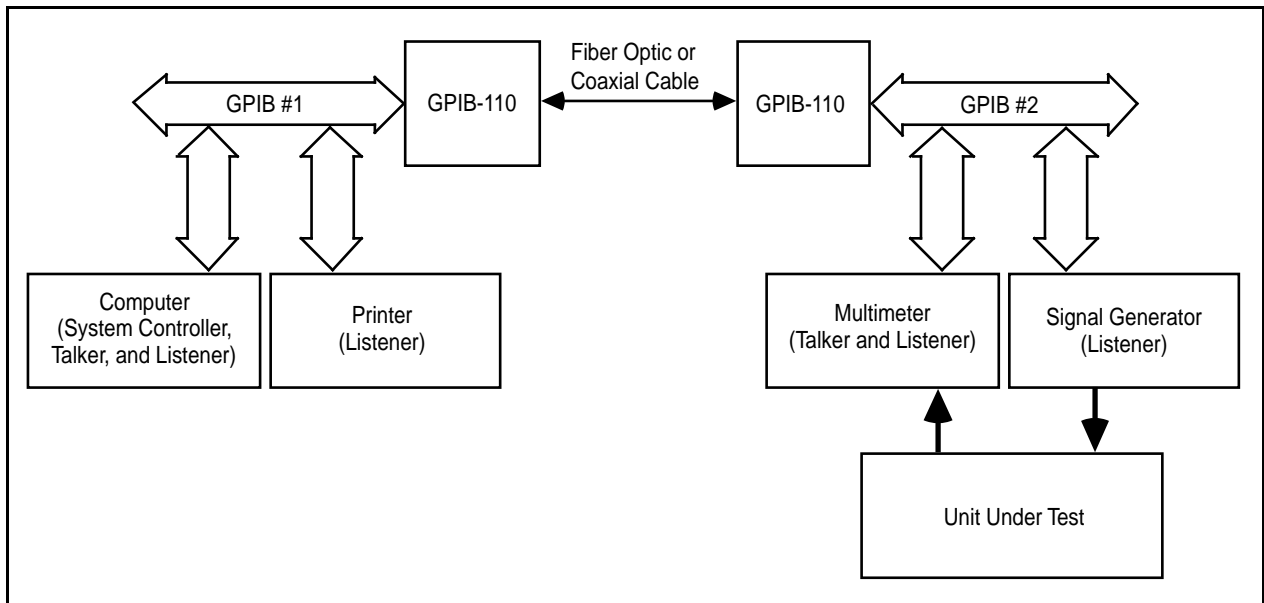 Fiber Optic or
Coaxial Cable
GPIB #1
GPIB-110
GPIB-110
GPIB #2
Computer
(System Controller,
Talker, and Listener)
Printer
(Listener)
Multimeter
(Talker and Listener)
Signal Generator
(Listener)
Unit Under Test